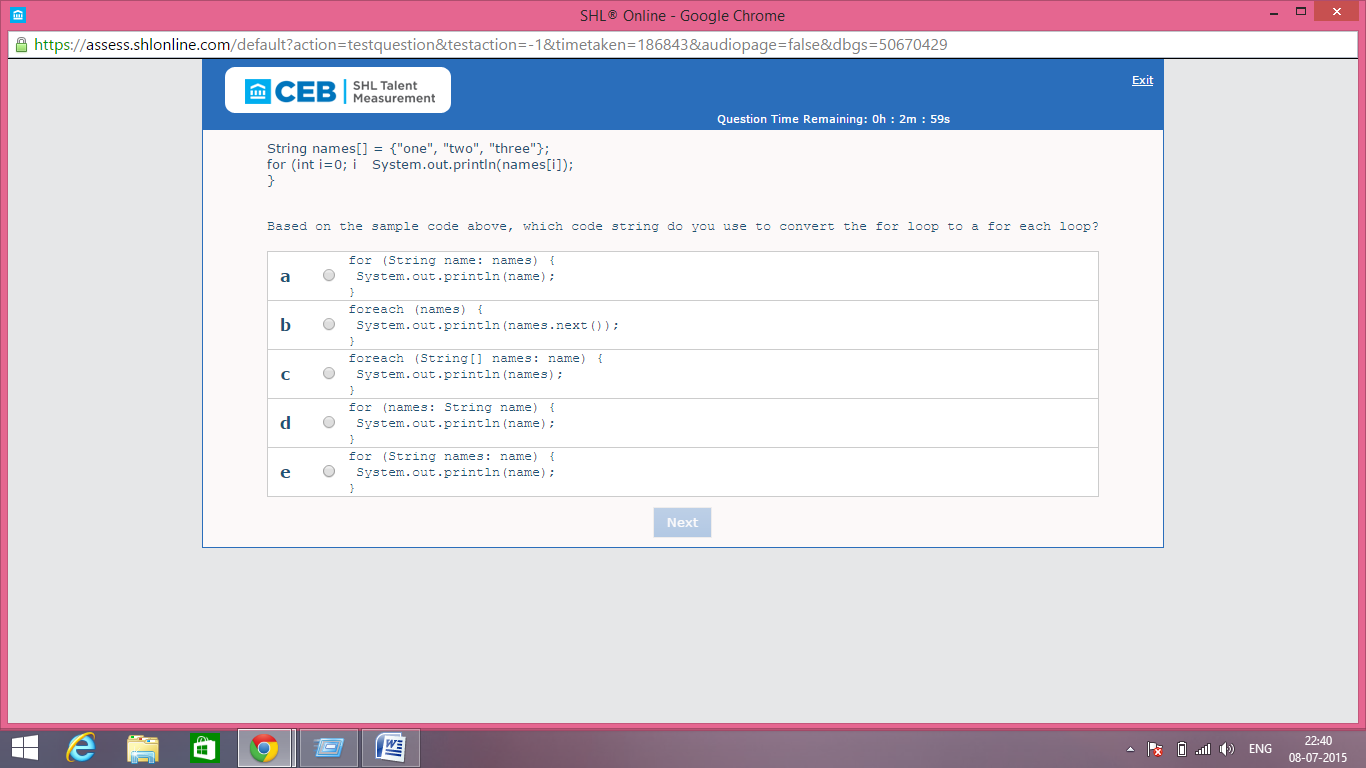 SHL® Online - Google Chrome
https://assess.shlonline.com/default?action=testquestion&testaction=-1&timetaken=186843&audiopage=false&dbgs=50670429
CEB SHL Talent
Measurement
Exit
Question Time Remaining: 0h : 2m : 59s
String names[] = {"one", "two", "three"};
for (int i=0; i   System.out.println(names[i]);
}
Based on the sample code above, which code string do you use to convert the for loop to a for each loop?
a
for (String name: names) {
 System.out.println(name);
}
b
foreach (names) {
 System.out.println(names.next());
}
c
foreach (String[] names: name) {
 System.out.println(names);
}
d
for (names: String name) {
 System.out.println(name);
}
e
for (String names: name) {
 System.out.println(name);
}
Next
ENG
22:40
08-07-2015